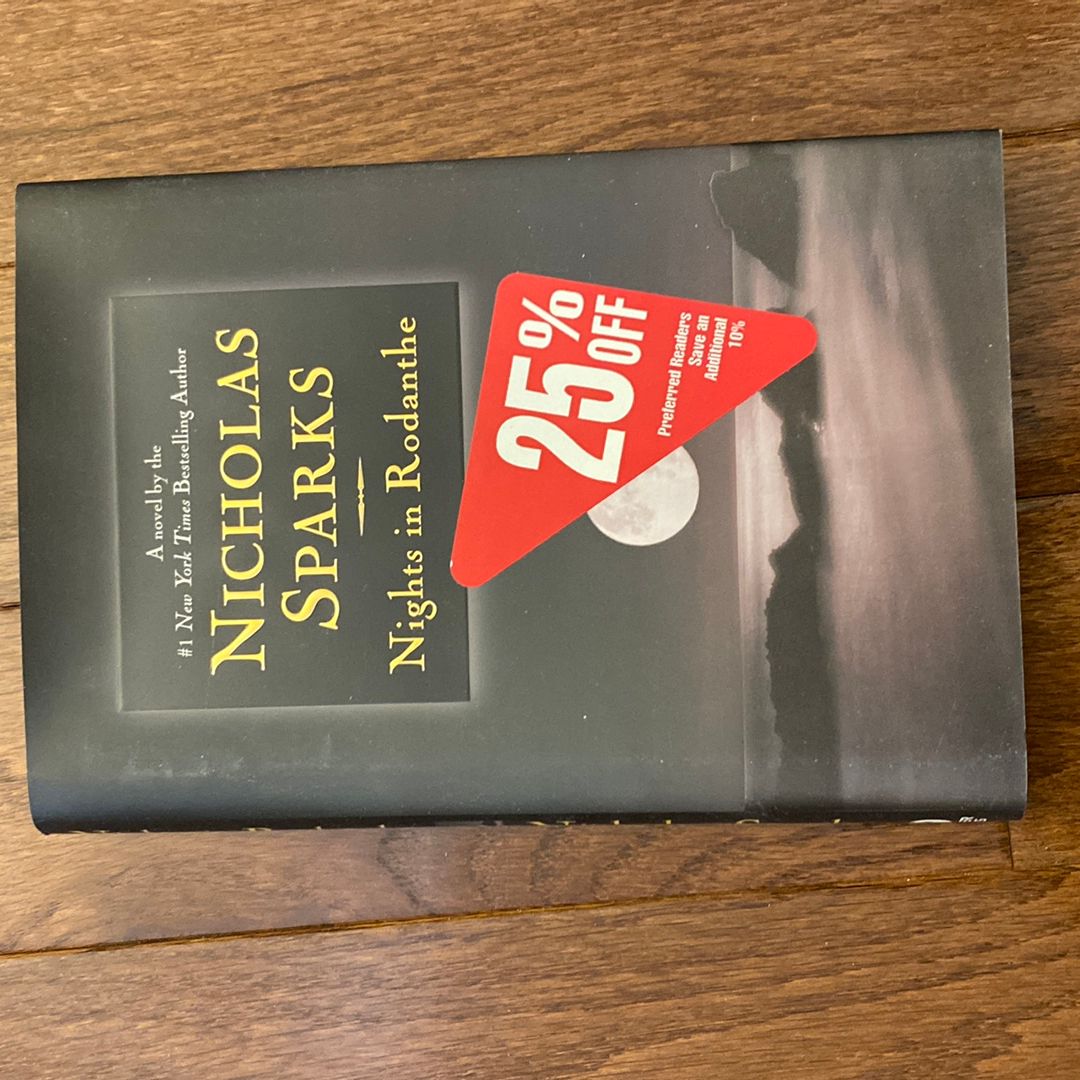 A novel by the
#1 New York Times Bestselling Author
NICHOLAS
SPARKS
Nights in Rodanthe
25%
OFF
Preferred Readers
Save an
Additional
10%